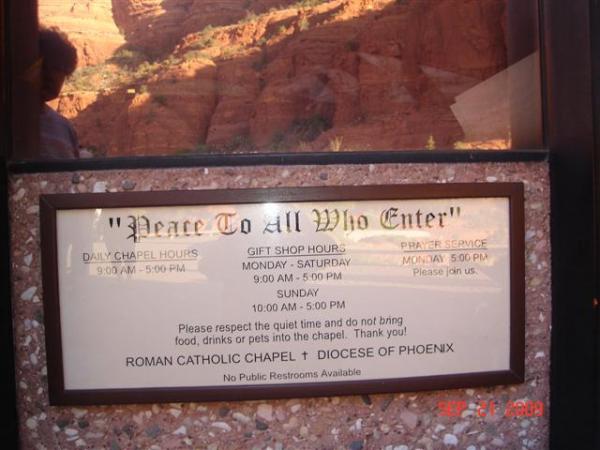 "Peace To All Who Enter"
DAILY CHAPEL HOURS
9:00 AM - 5:00 PM
GIFT SHOP HOURS
MONDAY - SATURDAY
9:00 AM - 5:00 PM
SUNDAY
10:00 AM - 5:00 PM
PRAYER SERVICE
MONDAY 5:00 PM
Please join us.
Please respect the quiet time and do not bring
food, drinks or pets into the chapel. Thank you!
ROMAN CATHOLIC CHAPEL ✝ DIOCESE OF PHOENIX
No Public Restrooms Available
SEP 21 2009